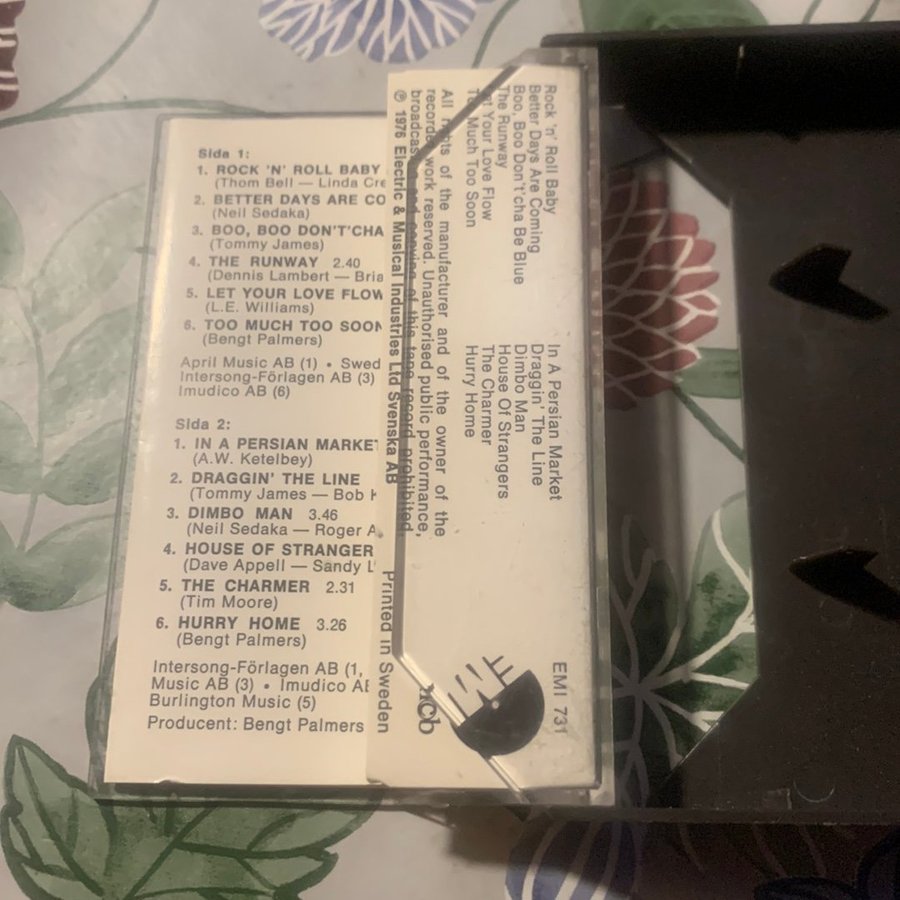 Sida 1:
1. ROCK 'N' ROLL BABY
(Thom Bell — Linda Cre
2. BETTER DAYS ARE CO
(Neil Sedaka)
3. BOO, BOO DON'T'CHA
(Tommy James)
4. THE RUNWAY 2.40
(Dennis Lambert — Bria
5. LET YOUR LOVE FLOW
(L.E. Williams)
6. TOO MUCH TOO SOON
(Bengt Palmers)
April Music AB (1) • Swed
Intersong-Förlagen AB (3)
Imudico AB (6)
Sida 2:
1. IN A PERSIAN MARKET
(A.W. Ketelbey)
2. DRAGGIN' THE LINE
(Tommy James — Bob K
3. DIMBO MAN 3.46
(Neil Sedaka — Roger A
4. HOUSE OF STRANGER
(Dave Appell — Sandy L
5. THE CHARMER 2.31
(Tim Moore)
6. HURRY HOME 3.26
(Bengt Palmers)
Intersong-Förlagen AB (1,
Music AB (3) • Imudico AB
Burlington Music (5)
Producent: Bengt Palmers
Rock 'n' Roll Baby
Better Days Are Coming
Boo, Boo Don't'cha Be Blue
The Runway
Let Your Love Flow
Too Much Too Soon
In A Persian Market
Draggin' The Line
Dimbo Man
House Of Strangers
The Charmer
Hurry Home
All rights of the manufacturer and of the owner of the
recorded work reserved. Unauthorised public performance,
broadcasting and copying of this tape record prohibited.
℗ 1976 Electric & Musical Industries Ltd Svenska AB
Printed in Sweden
ncb
EMI
EMI 731